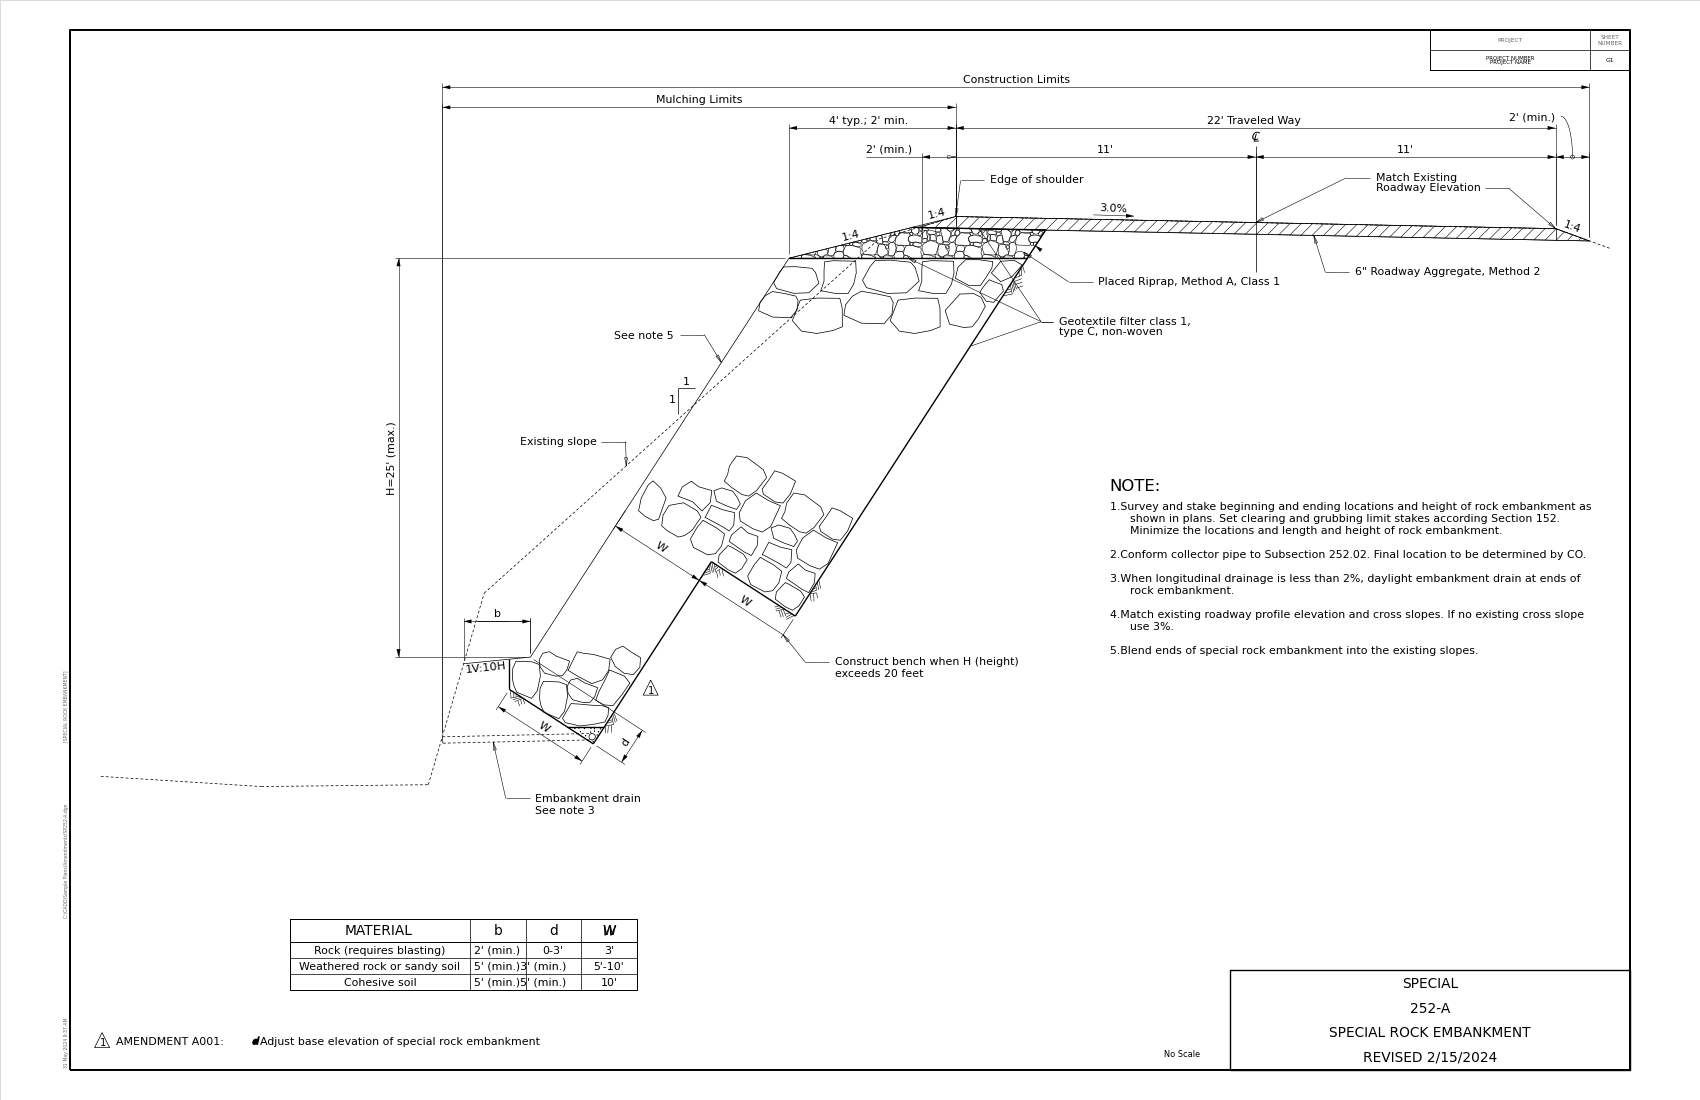 PROJECT
SHEET
NUMBER
PROJECT NUMBER
PROJECT NAME
G1
Construction Limits
Mulching Limits
4' typ.; 2' min.
22' Traveled Way
2' (min.)
℄
2' (min.)
11'
11'
Edge of shoulder
Match Existing
Roadway Elevation
1:4
3.0%
1:4
1:4
6" Roadway Aggregate, Method 2
Placed Riprap, Method A, Class 1
Geotextile filter class 1,
type C, non-woven
See note 5
1
1
Existing slope
H=25' (max.)
W
W
b
1V:10H
W
d
1
Construct bench when H (height)
exceeds 20 feet
Embankment drain
See note 3
NOTE:
1.Survey and stake beginning and ending locations and height of rock embankment as
shown in plans. Set clearing and grubbing limit stakes according Section 152.
Minimize the locations and length and height of rock embankment.
2.Conform collector pipe to Subsection 252.02. Final location to be determined by CO.
3.When longitudinal drainage is less than 2%, daylight embankment drain at ends of
rock embankment.
4.Match existing roadway profile elevation and cross slopes. If no existing cross slope
use 3%.
5.Blend ends of special rock embankment into the existing slopes.
MATERIAL b d W
Rock (requires blasting) 2' (min.) 0-3' 3'
Weathered rock or sandy soil 5' (min.) 3' (min.) 5'-10'
Cohesive soil 5' (min.) 5' (min.) 10'
1 AMENDMENT A001: d Adjust base elevation of special rock embankment
No Scale
SPECIAL
252-A
SPECIAL ROCK EMBANKMENT
REVISED 2/15/2024
[SPECIAL ROCK EMBANKMENT]
31 May 2024 9:37 AM